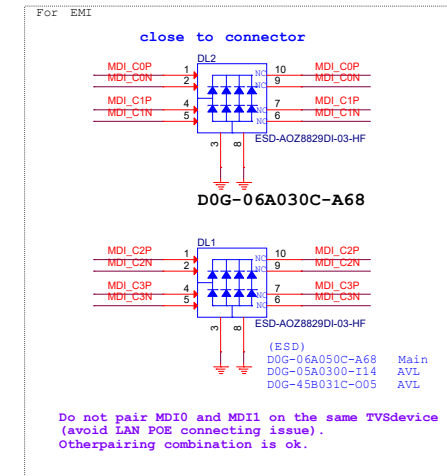 For EMI
close to connector
DL2
MDI_C0P 1 10 MDI_C0P
MDI_C0N 2 NC 9 MDI_C0N
MDI_C1P 4 7 MDI_C1P
MDI_C1N 5 NC 6 MDI_C1N
3 8 ESD-AOZ8829DI-03-HF
D0G-06A030C-A68
DL1
MDI_C2P 1 10 MDI_C2P
MDI_C2N 2 NC 9 MDI_C2N
MDI_C3P 4 7 MDI_C3P
MDI_C3N 5 NC 6 MDI_C3N
3 8 ESD-AOZ8829DI-03-HF
(ESD)
D0G-06A050C-A68 Main
D0G-05A0300-I14 AVL
D0G-45B031C-O05 AVL
Do not pair MDI0 and MDI1 on the same TVSdevice
(avoid LAN POE connecting issue).
Otherpairing combination is ok.